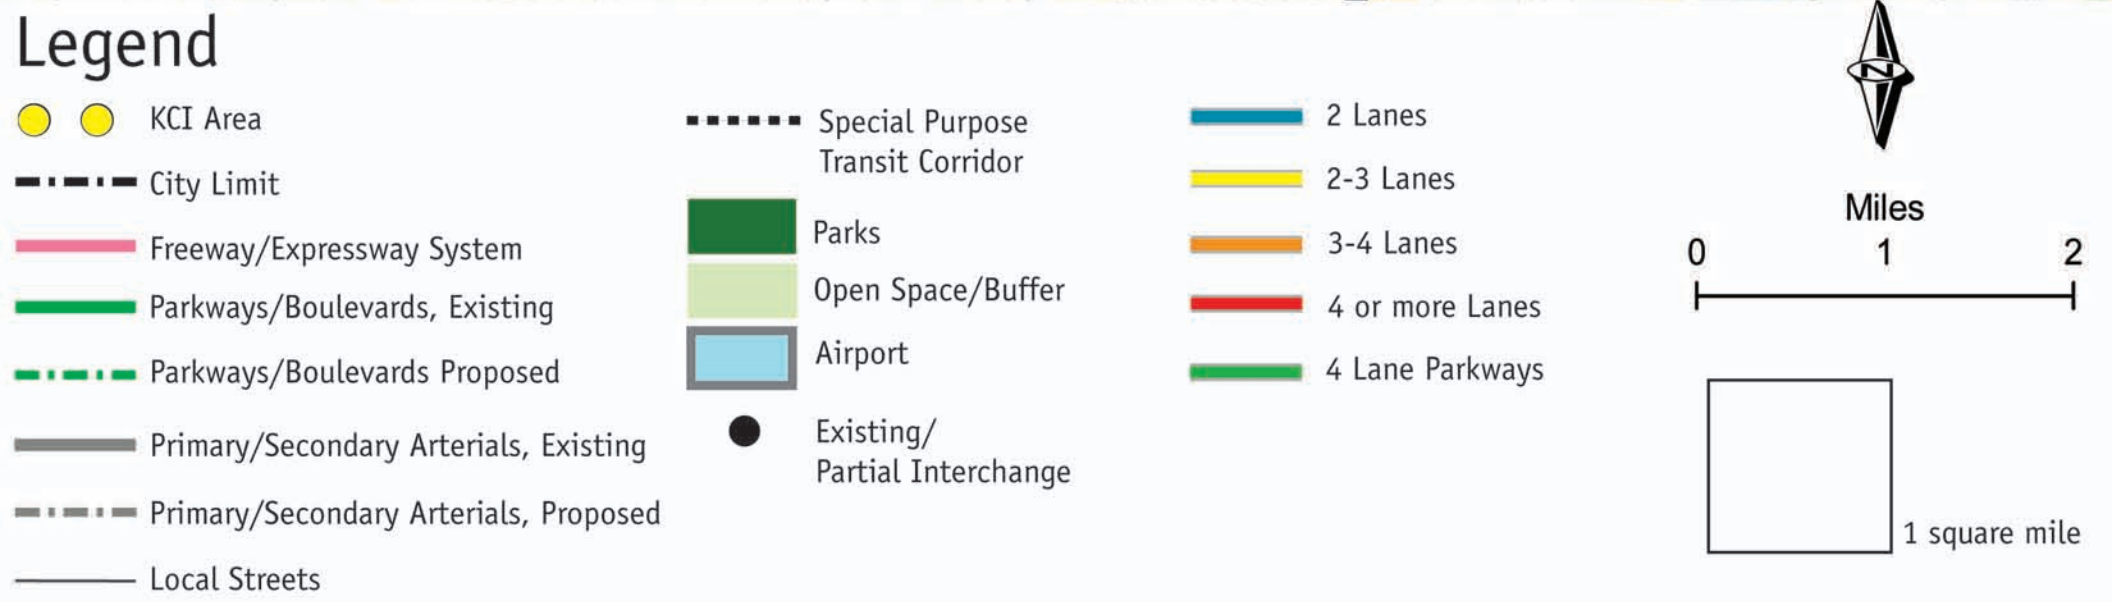 Legend
KCI Area
City Limit
Freeway/Expressway System
Parkways/Boulevards, Existing
Parkways/Boulevards Proposed
Primary/Secondary Arterials, Existing
Primary/Secondary Arterials, Proposed
Local Streets
Special Purpose
Transit Corridor
Parks
Open Space/Buffer
Airport
Existing/
Partial Interchange
2 Lanes
2-3 Lanes
3-4 Lanes
4 or more Lanes
4 Lane Parkways
N
Miles
0 1 2
1 square mile